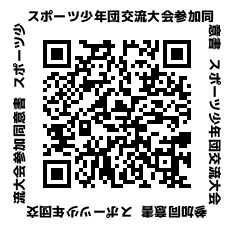 スポーツ少年団交流大会参加同
意書 スポーツ少年団交流大会
参加同意書 スポーツ少年団交
流大会参加同意書 スポーツ少